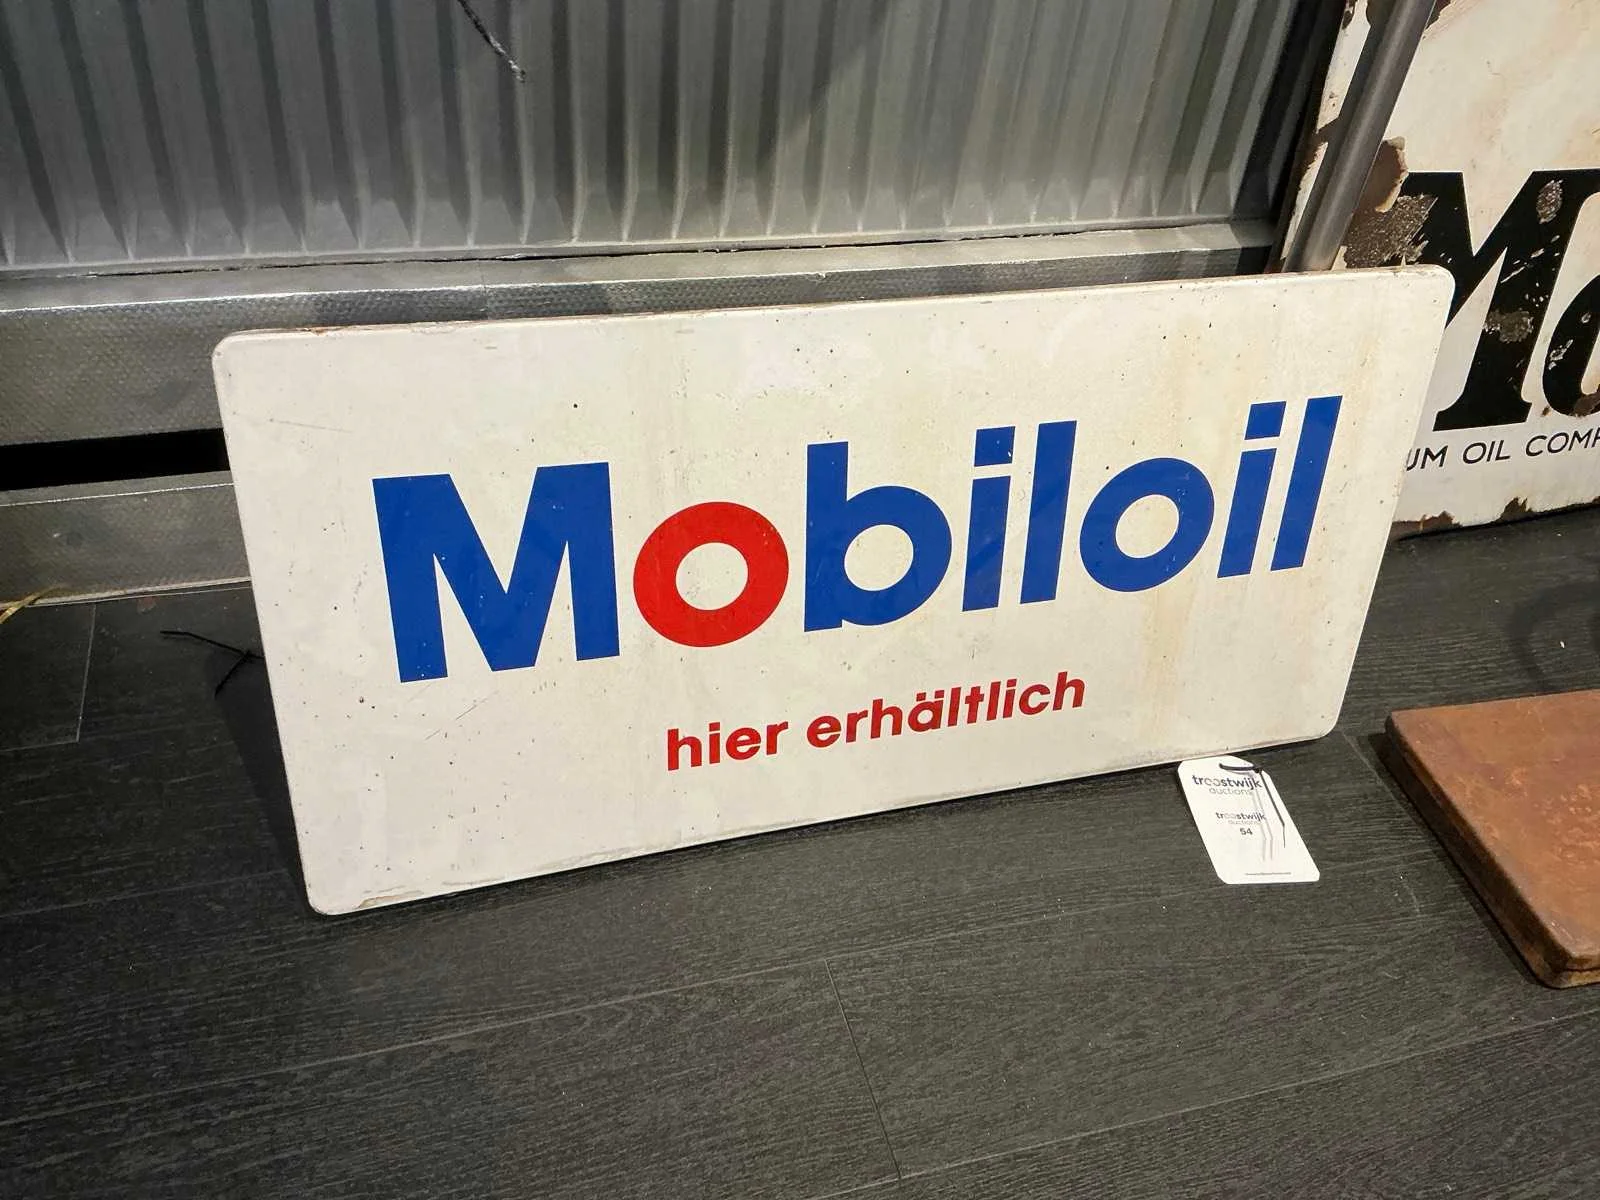 Mobiloil
hier erhältlich
troostwijk
auctions
troostwijk
auctions
54
UM OIL COMP